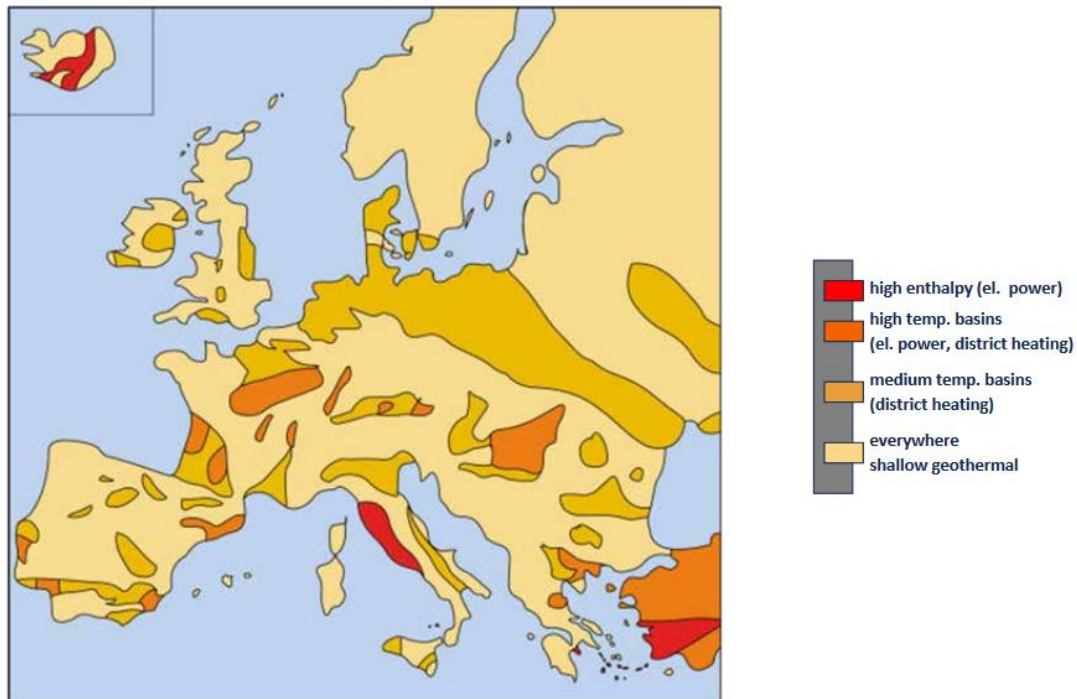 high enthalpy (el. power)
high temp. basins
(el. power, district heating)
medium temp. basins
(district heating)
everywhere
shallow geothermal